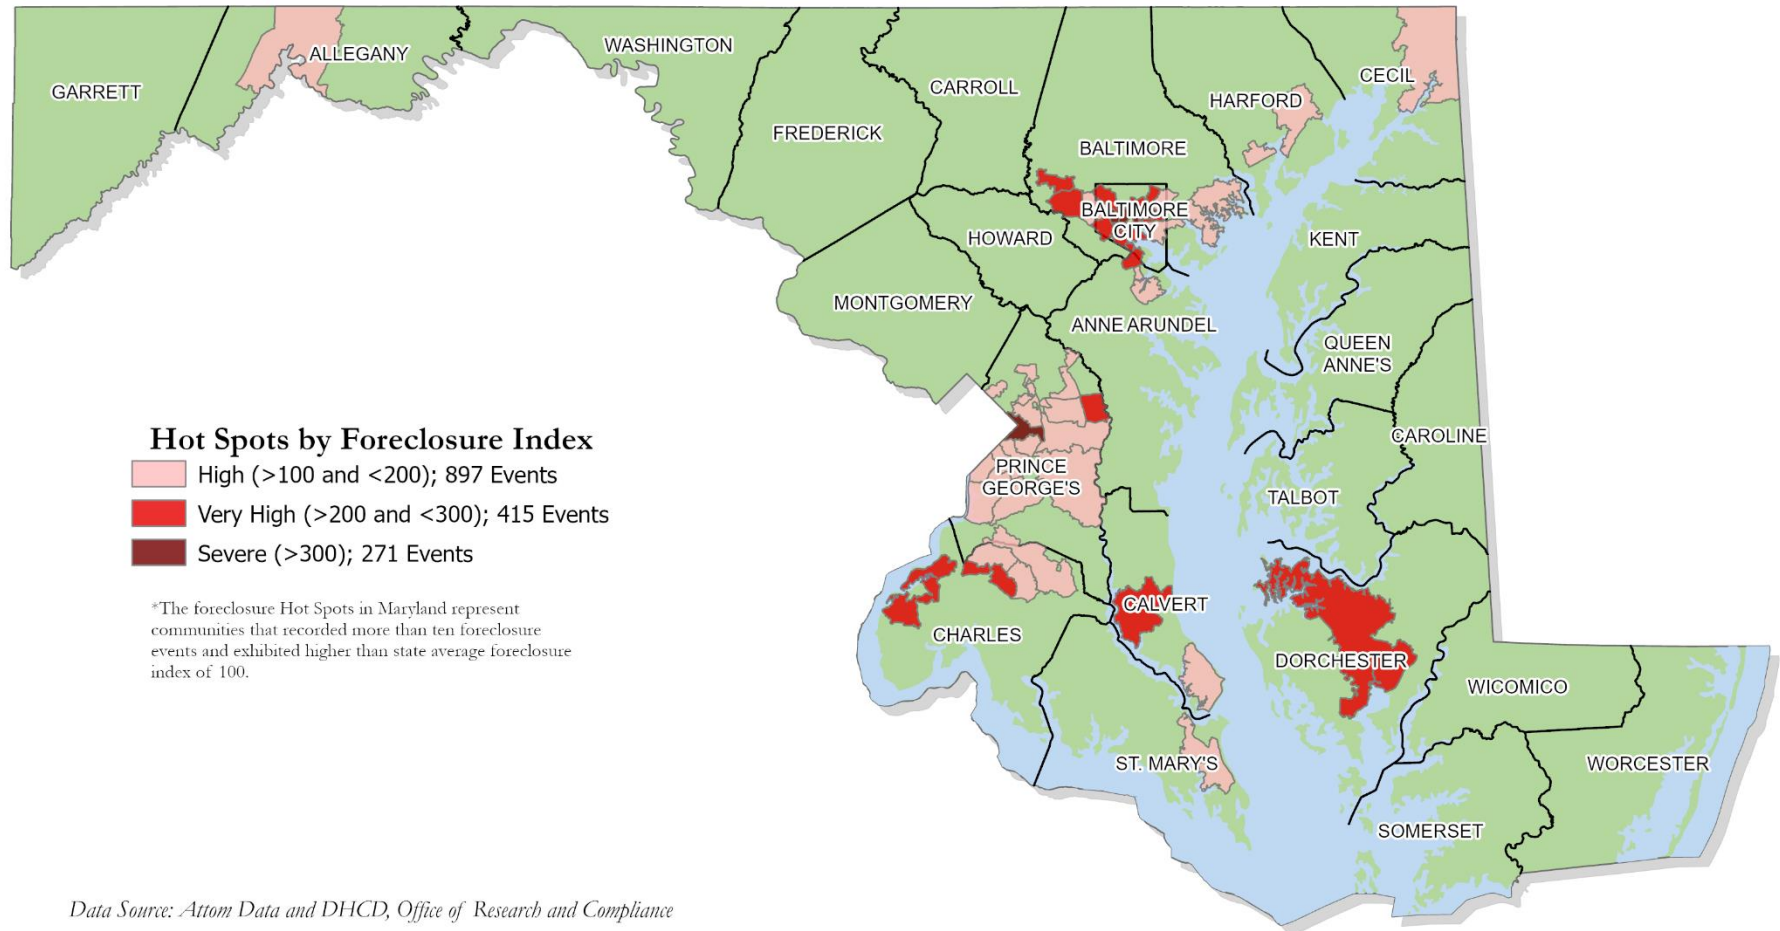 GARRETT
ALLEGANY
WASHINGTON
FREDERICK
CARROLL
BALTIMORE
HARFORD
CECIL
BALTIMORE
CITY
HOWARD
KENT
MONTGOMERY
ANNE ARUNDEL
QUEEN
ANNE'S
CAROLINE
PRINCE
GEORGE'S
TALBOT
CALVERT
CHARLES
DORCHESTER
WICOMICO
ST. MARY'S
WORCESTER
SOMERSET
Hot Spots by Foreclosure Index
High (>100 and <200); 897 Events
Very High (>200 and <300); 415 Events
Severe (>300); 271 Events
*The foreclosure Hot Spots in Maryland represent
communities that recorded more than ten foreclosure
events and exhibited higher than state average foreclosure
index of 100.
Data Source: Attom Data and DHCD, Office of Research and Compliance